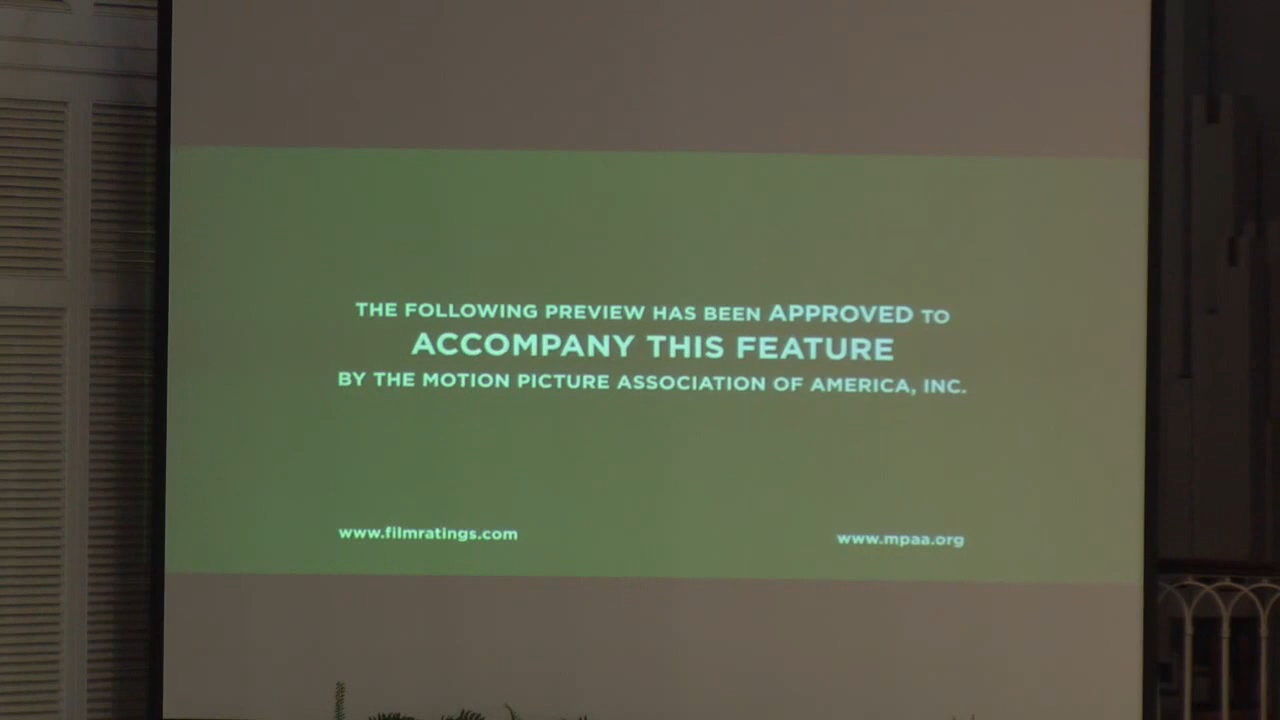 THE FOLLOWING PREVIEW HAS BEEN APPROVED TO
ACCOMPANY THIS FEATURE
BY THE MOTION PICTURE ASSOCIATION OF AMERICA, INC.
www.filmratings.com
www.mpaa.org